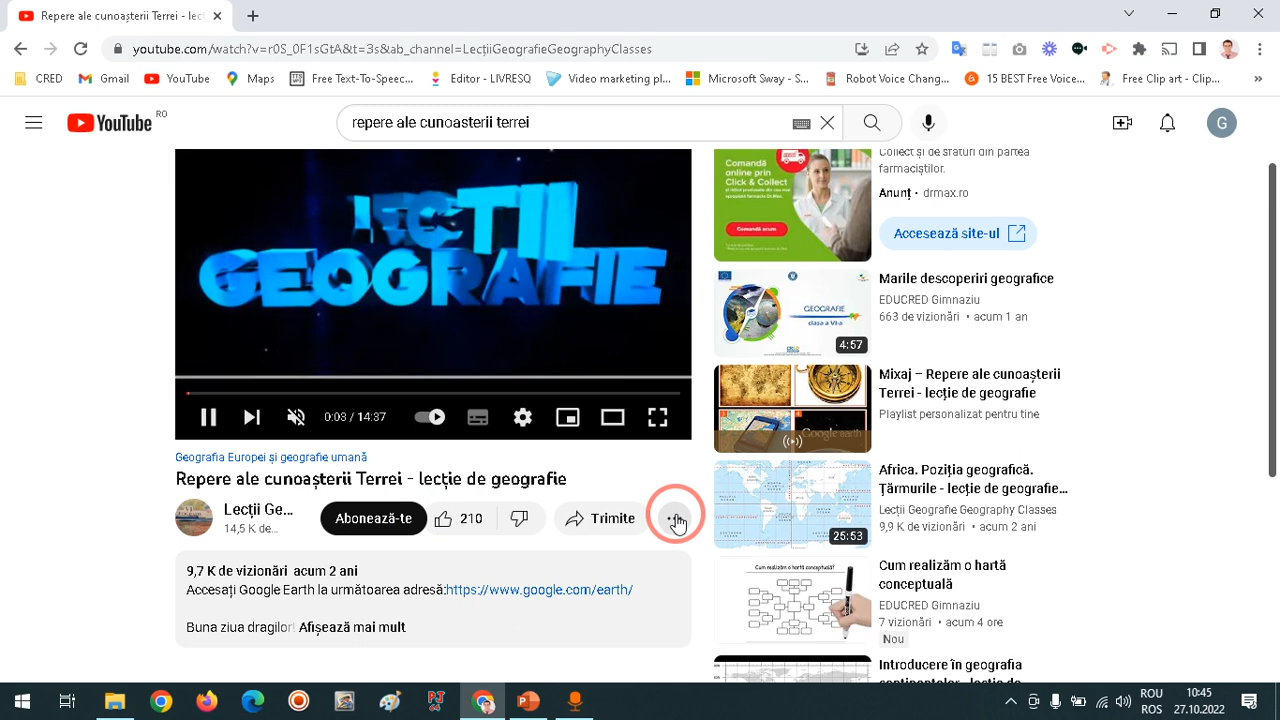 Repere ale cunoașterii Terrei - lecț
youtube.com/watch?v=r0S_0F1sGtA&t=3s&ab_channel=LecțiiGeografieGeographyClasses
CRED
Gmail
YouTube
Maps
Free Text-To-Speec...
Editor - LIVRESQ
Video marketing pl...
Microsoft Sway - S...
Robot Voice Chang...
15 BEST Free Voice...
Free Clip art - Clip...
»
YouTube
RO
repere ale cunoasterii terrei
G
LECȚII
GEOGRAFIE
0:03 / 14:37
Geografia Europei și geografie umană
Repere ale cunoașterii Terrei - lecție de geografie
Lecții Ge...
14,5 K de...
Abonează-te
210
Trimite
9,7 K de vizionări acum 2 ani
Accesați Google Earth la următoarea adresă:https://www.google.com/earth/
Buna ziua dragilor! Afișează mai mult
Comandă
online prin
Click & Collect
Comandă acum
Collect și de sfaturi din partea
farmaciștilor.
Anunț • drmax.ro
Accesează site-ul
GEOGRAFIE
clasa a VI-a
4:57
Marile descoperiri geografice
EDUCRED Gimnaziu
663 de vizionări • acum 1 an
Google earth
Mixaj – Repere ale cunoașterii
Terrei - lecție de geografie
Playlist personalizat pentru tine
25:53
Africa. Poziția geografică.
Țărmurile - lecție de geografie...
Lecții Geografie Geography Classes
9,9 K de vizionări • acum 2 ani
Cum realizăm o hartă conceptuală?
Cum realizăm o hartă
conceptuală
EDUCRED Gimnaziu
7 vizionări • acum 4 ore
Nou
Introducere în geografia
continentelor - lecție de
ROU
ROS
10:45
27.10.2022